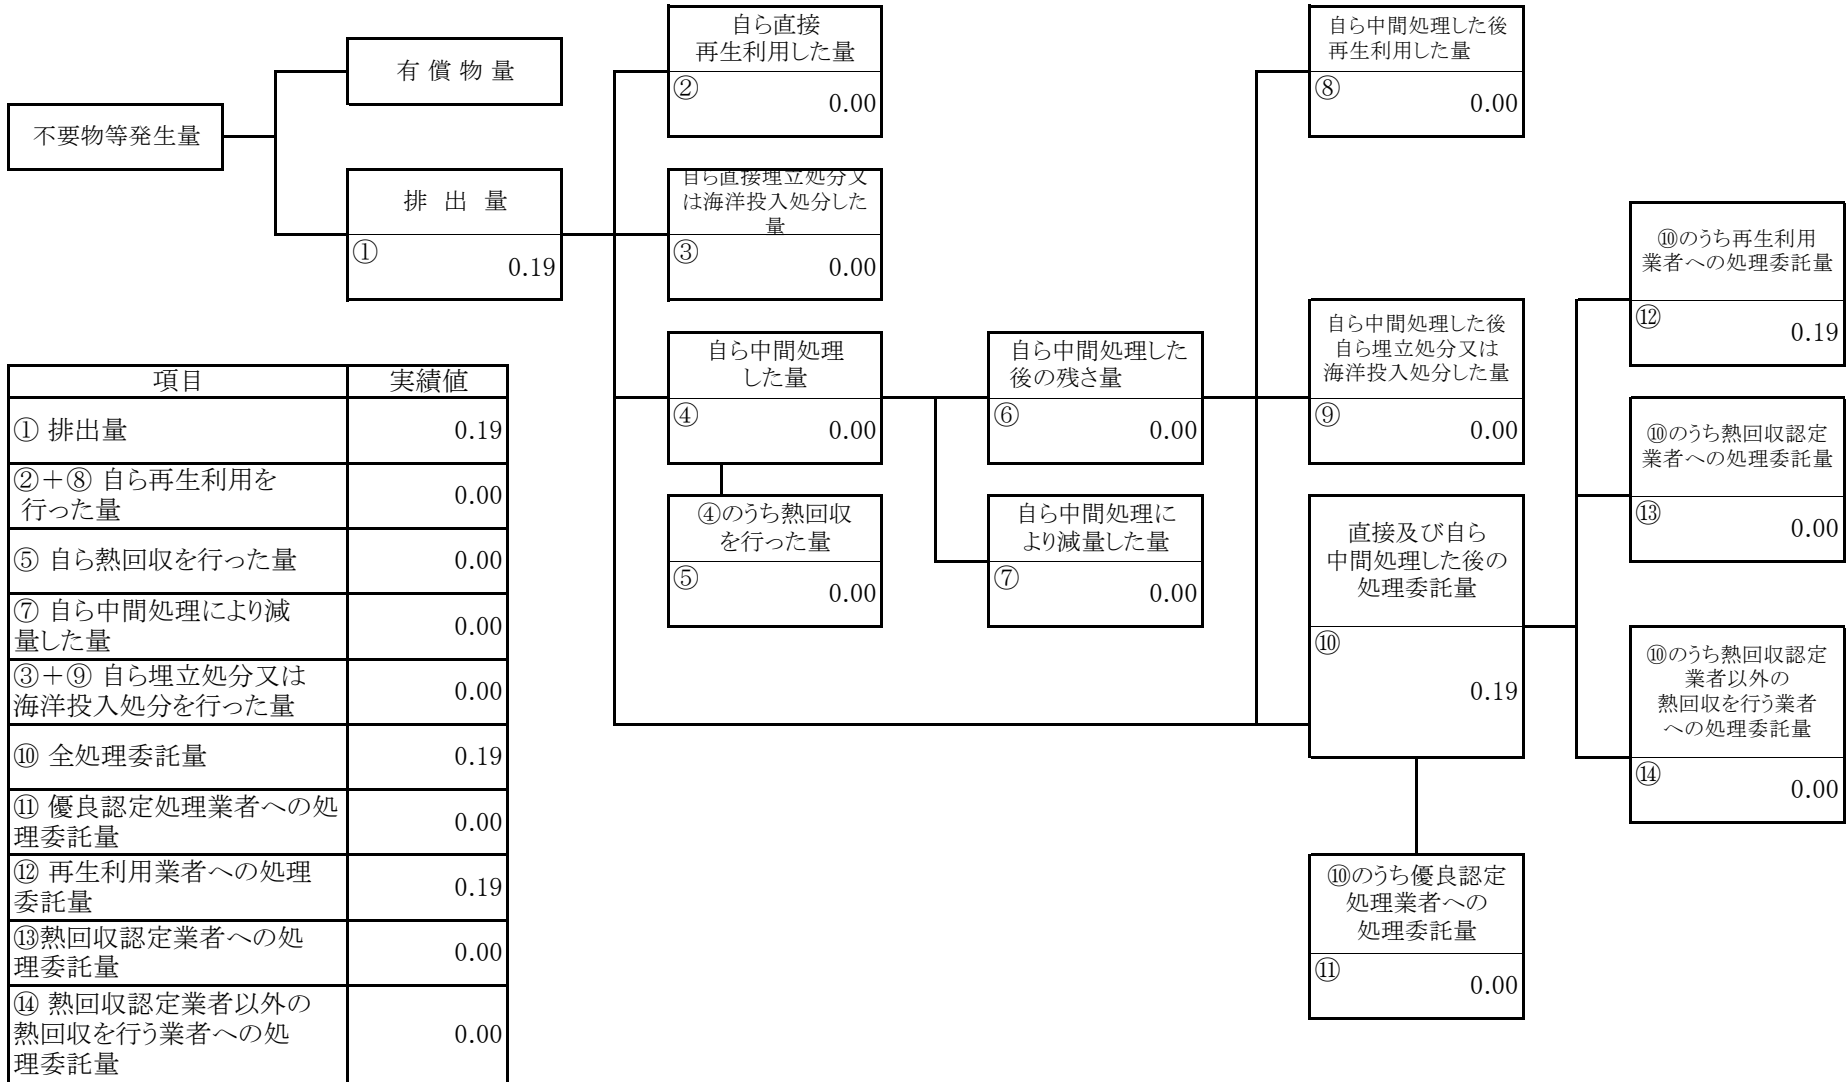 不要物等発生量
有 償 物 量
排 出 量
①
0.19
自ら直接
再生利用した量
②
0.00
自ら直接埋立処分又
は海洋投入処分した
量
③
0.00
自ら中間処理
した量
④
0.00
④のうち熱回収
を行った量
⑤
0.00
自ら中間処理した
後の残さ量
⑥
0.00
自ら中間処理に
より減量した量
⑦
0.00
自ら中間処理した後
再生利用した量
⑧
0.00
自ら中間処理した後
自ら埋立処分又は
海洋投入処分した量
⑨
0.00
直接及び自ら
中間処理した後の
処理委託量
⑩
0.19
⑩のうち優良認定
処理業者への
処理委託量
⑪
0.00
⑩のうち再生利用
業者への処理委託量
⑫
0.19
⑩のうち熱回収認定
業者への処理委託量
⑬
0.00
⑩のうち熱回収認定
業者以外の
熱回収を行う業者
への処理委託量
⑭
0.00
項目 実績値
① 排出量 0.19
②＋⑧ 自ら再生利用を
行った量 0.00
⑤ 自ら熱回収を行った量 0.00
⑦ 自ら中間処理により減
量した量 0.00
③＋⑨ 自ら埋立処分又は
海洋投入処分を行った量 0.00
⑩ 全処理委託量 0.19
⑪ 優良認定処理業者への処
理委託量 0.00
⑫ 再生利用業者への処理
委託量 0.19
⑬熱回収認定業者への処
理委託量 0.00
⑭ 熱回収認定業者以外の
熱回収を行う業者への処 0.00
理委託量